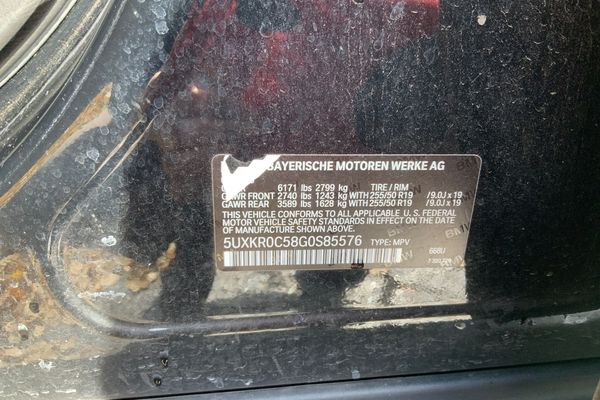 BAYERISCHE MOTOREN WERKE AG
6171 lbs 2799 kg TIRE / RIM
GAWR FRONT 2740 lbs 1243 kg WITH 255/50 R19 /9.0J x 19
GAWR REAR 3589 lbs 1628 kg WITH 255/50 R19 /9.0J x 19
THIS VEHICLE CONFORMS TO ALL APPLICABLE U.S. FEDERAL
MOTOR VEHICLE SAFETY STANDARDS IN EFFECT ON THE DATE
OF MANUFACTURE SHOWN ABOVE.
5UXKR0C58G0S85576 TYPE: MPV
668U